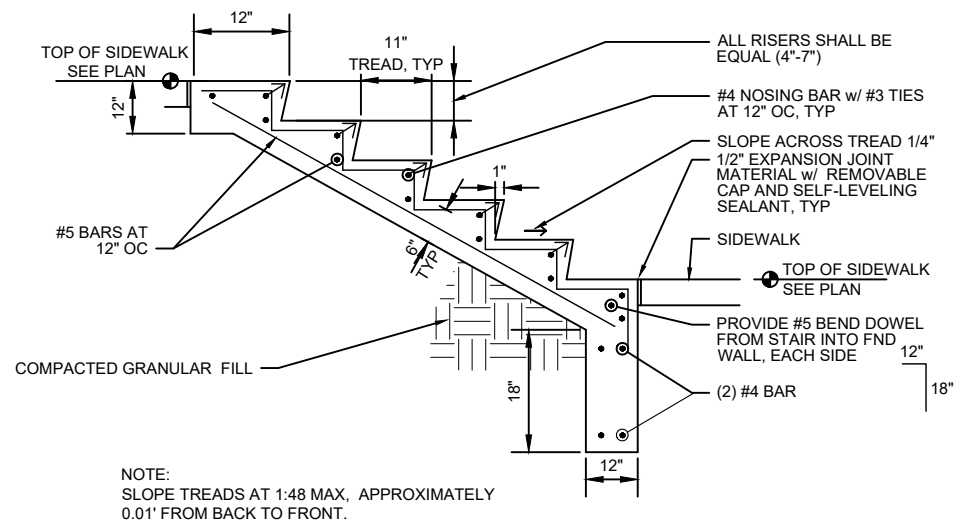 12"
11"
TREAD, TYP
TOP OF SIDEWALK
SEE PLAN
12"
ALL RISERS SHALL BE
EQUAL (4"-7")
#4 NOSING BAR w/ #3 TIES
AT 12" OC, TYP
SLOPE ACROSS TREAD 1/4"
1/2" EXPANSION JOINT
MATERIAL w/ REMOVABLE
CAP AND SELF-LEVELING
SEALANT, TYP
1"
#5 BARS AT
12" OC
6"
TYP
SIDEWALK
TOP OF SIDEWALK
SEE PLAN
PROVIDE #5 BEND DOWEL
FROM STAIR INTO FND
WALL, EACH SIDE
12"
18"
COMPACTED GRANULAR FILL
18"
(2) #4 BAR
12"
NOTE:
SLOPE TREADS AT 1:48 MAX, APPROXIMATELY
0.01' FROM BACK TO FRONT.